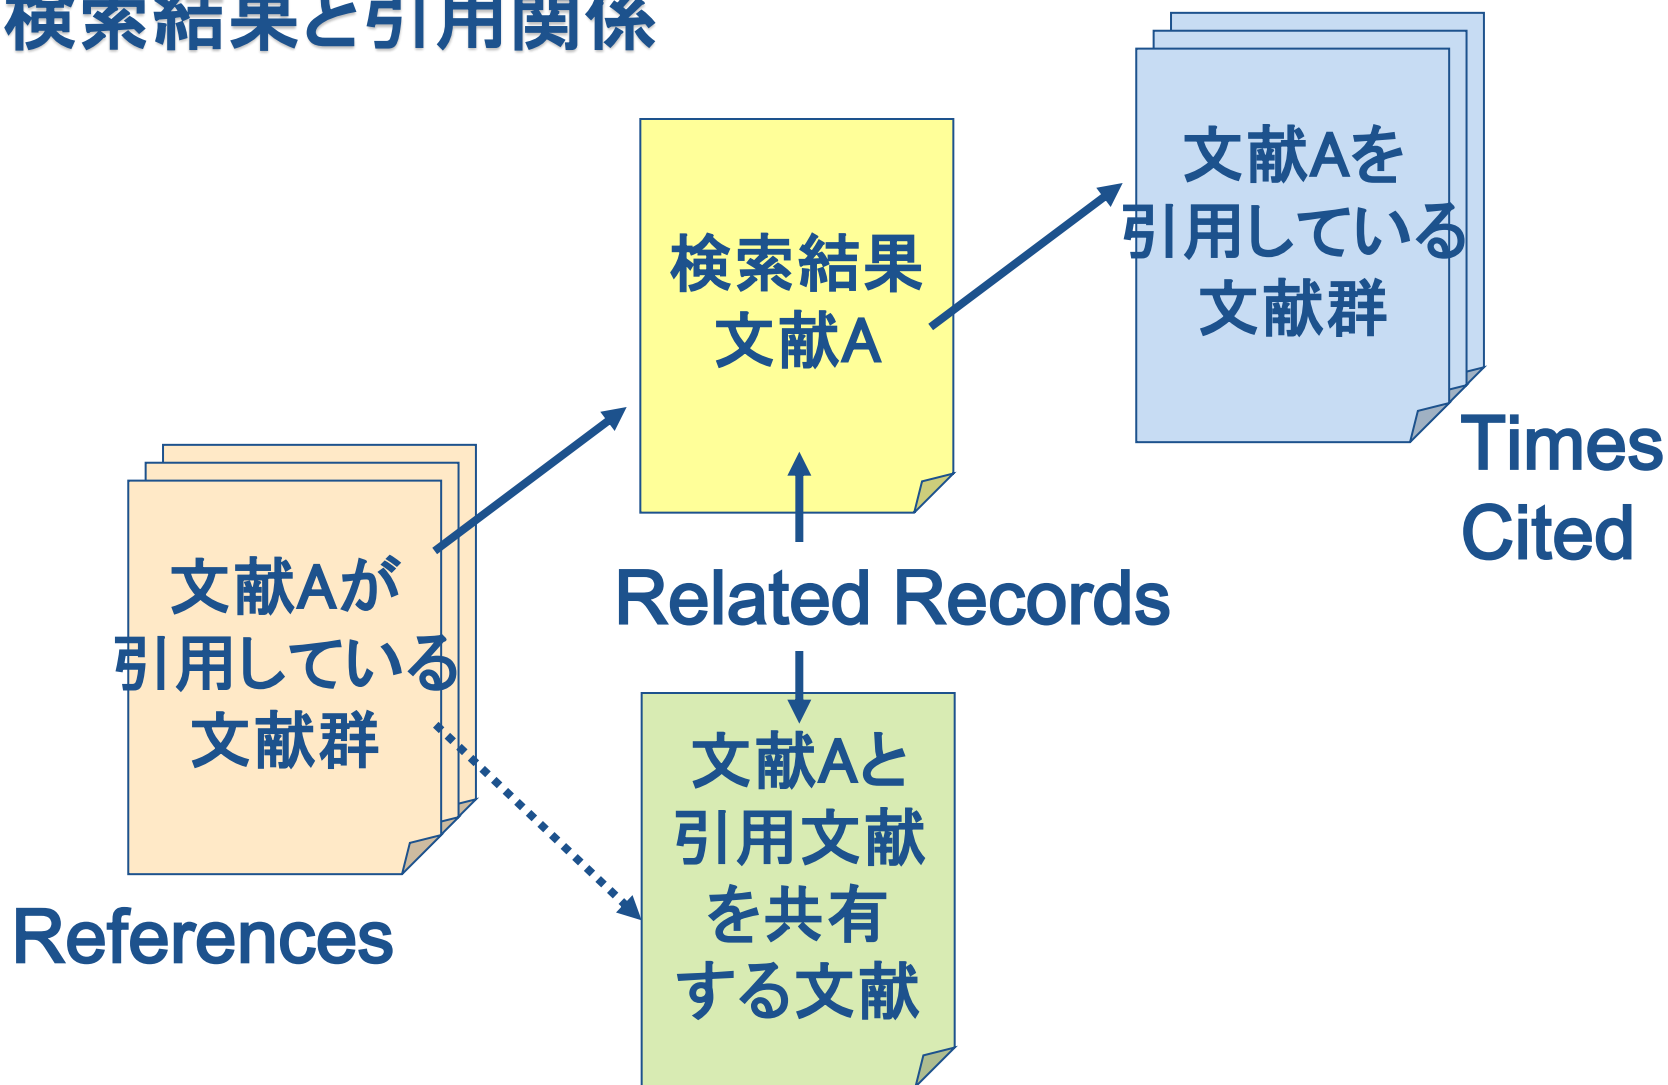 検索結果と引用関係
文献Aを
引用している
文献群
Times
Cited
検索結果
文献A
Related Records
文献Aが
引用している
文献群
References
文献Aと
引用文献
を共有
する文献